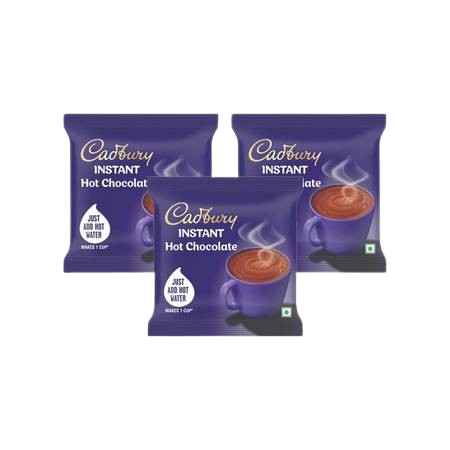 Cadbury
INSTANT
Hot Chocolate
JUST
ADD HOT
WATER
MAKES 1 CUP*
Cadbury
INSTANT
Cadbury
INSTANT
Hot Chocolate
JUST
ADD HOT
WATER
MAKES 1 CUP*